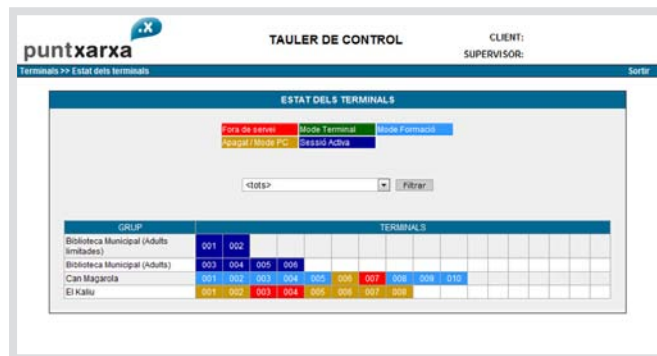 .x
puntxarxa
TAULER DE CONTROL
CLIENT:
SUPERVISOR:
Terminals >> Estat dels terminals
Sortir
ESTAT DELS TERMINALS
Fora de servei Mode Terminal Mode Formació
Apagat / Mode PC Sessió Activa
<tots> Filtrar
GRUP TERMINALS
Biblioteca Municipal (Adults
limitades) 001 002
Biblioteca Municipal (Adults) 003 004 005 006
Can Magarola 001 002 003 004 005 006 007 008 009 010
El Kaliu 001 002 003 004 005 006 007 008